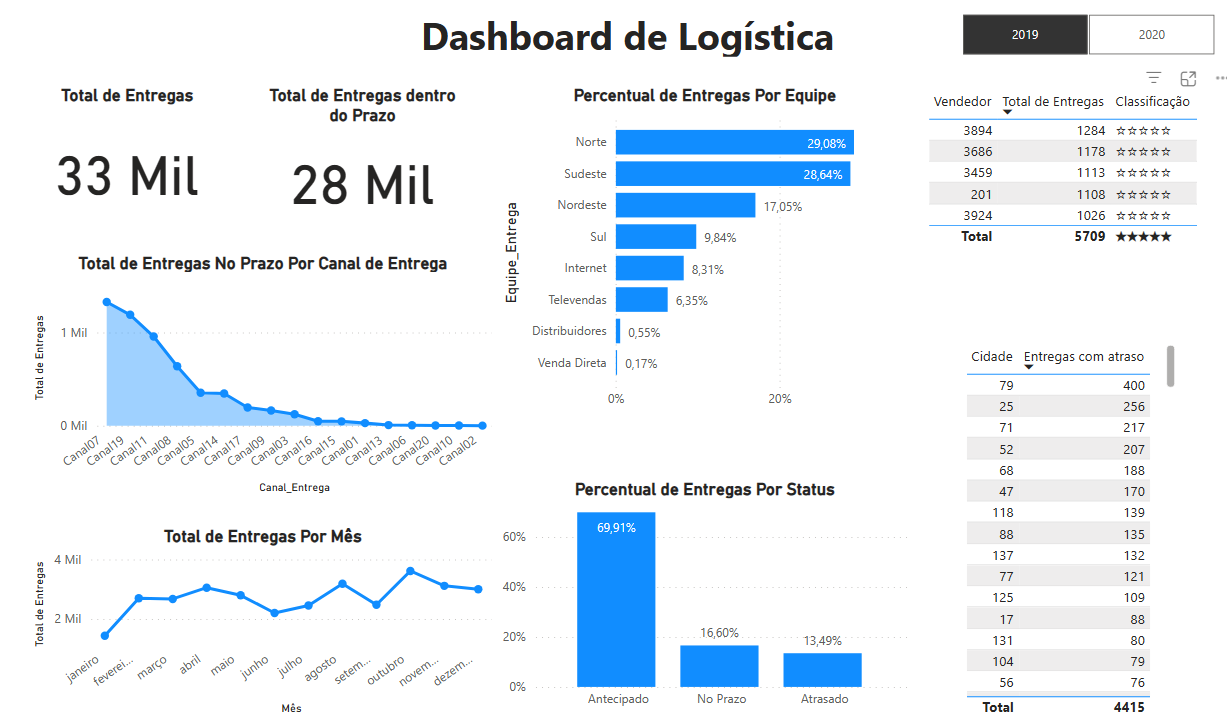 Dashboard de Logística
2019
2020
Total de Entregas
33 Mil
Total de Entregas dentro
do Prazo
28 Mil
Total de Entregas No Prazo Por Canal de Entrega
Total de Entregas
1 Mil
0 Mil
Canal07
Canal19
Canal11
Canal08
Canal05
Canal14
Canal17
Canal09
Canal03
Canal16
Canal15
Canal01
Canal13
Canal06
Canal20
Canal10
Canal02
Canal_Entrega
Total de Entregas Por Mês
Total de Entregas
4 Mil
2 Mil
janeiro
feverei...
março
abril
maio
junho
julho
agosto
setem...
outubro
novem...
dezem...
Mês
Percentual de Entregas Por Equipe
Equipe_Entrega
Norte 29,08%
Sudeste 28,64%
Nordeste 17,05%
Sul 9,84%
Internet 8,31%
Televendas 6,35%
Distribuidores 0,55%
Venda Direta 0,17%
0% 20%
Percentual de Entregas Por Status
60%
40%
20%
0%
69,91%
16,60%
13,49%
Antecipado No Prazo Atrasado
Vendedor Total de Entregas Classificação
3894 1284 ☆☆☆☆☆
3686 1178 ☆☆☆☆☆
3459 1113 ☆☆☆☆☆
201 1108 ☆☆☆☆☆
3924 1026 ☆☆☆☆☆
Total 5709 ★★★★★
Cidade Entregas com atraso
79 400
25 256
71 217
52 207
68 188
47 170
118 139
88 135
137 132
77 121
125 109
17 88
131 80
104 79
56 76
Total 4415